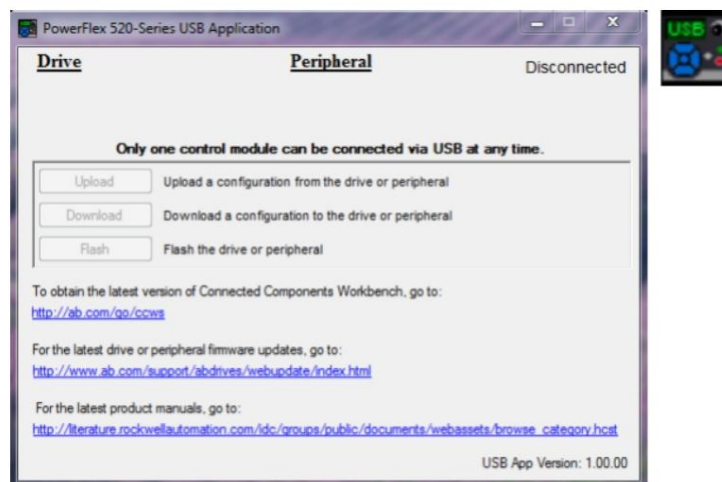 PowerFlex 520-Series USB Application
USB
Drive Peripheral Disconnected
Only one control module can be connected via USB at any time.
Upload Upload a configuration from the drive or peripheral
Download Download a configuration to the drive or peripheral
Flash Flash the drive or peripheral
To obtain the latest version of Connected Components Workbench, go to:
http://ab.com/go/ccws
For the latest drive or peripheral firmware updates, go to:
http://www.ab.com/support/abdrives/webupdate/index.html
For the latest product manuals, go to:
http://literature.rockwellautomation.com/idc/groups/public/documents/webassets/browse_category.hcst
USB App Version: 1.00.00